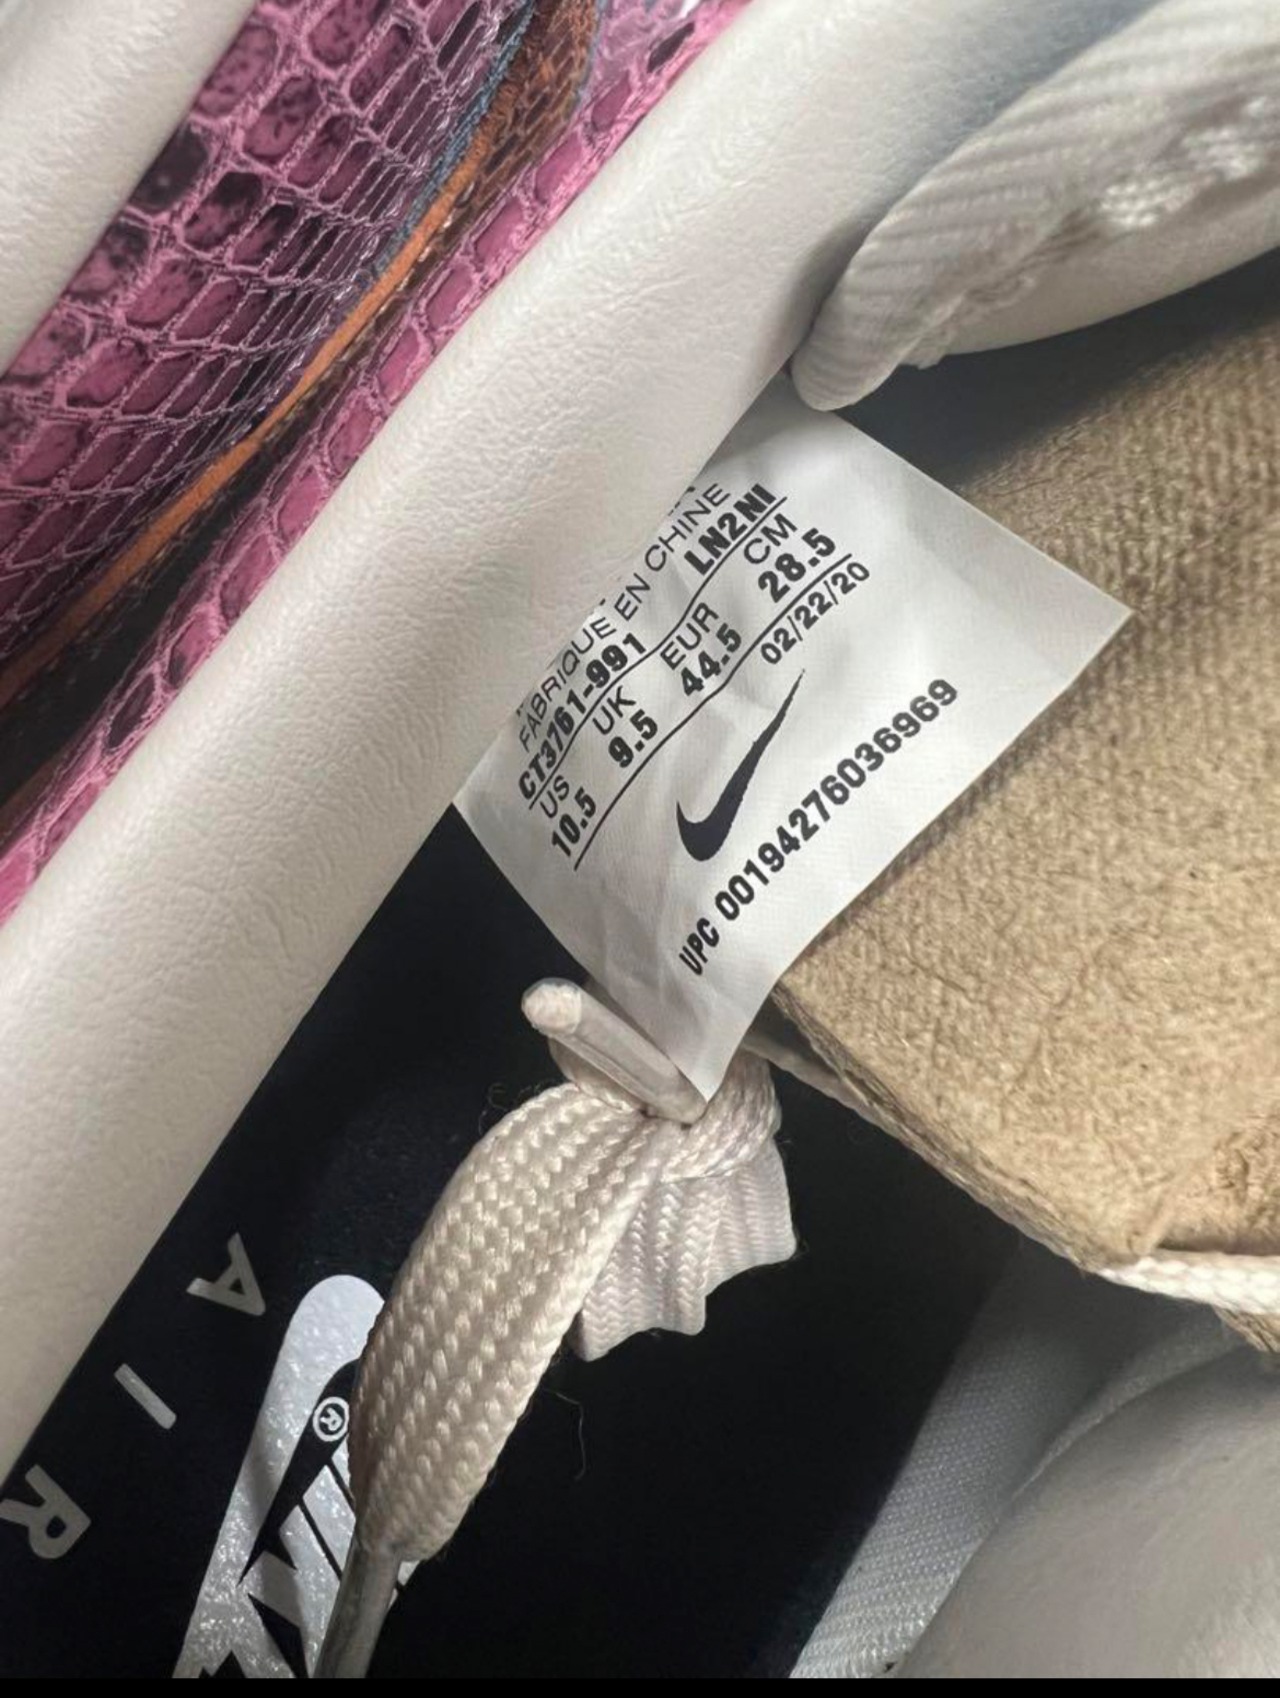 FABRIQUE EN CHINE
CT3761-991 LN2NI
US UK EUR CM
10.5 9.5 44.5 28.5
02/22/20
UPC 00194276036969
AIR
®